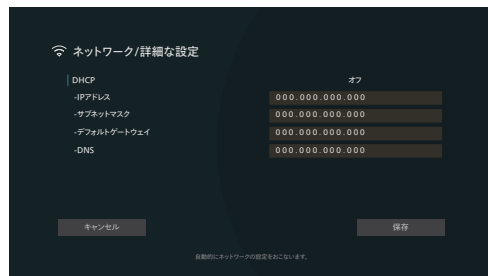 ネットワーク/詳細な設定
DHCP オフ
-IPアドレス 000.000.000.000
-サブネットマスク 000.000.000.000
-デフォルトゲートウェイ 000.000.000.000
-DNS 000.000.000.000
キャンセル 保存
自動的にネットワークの設定をおこないます。